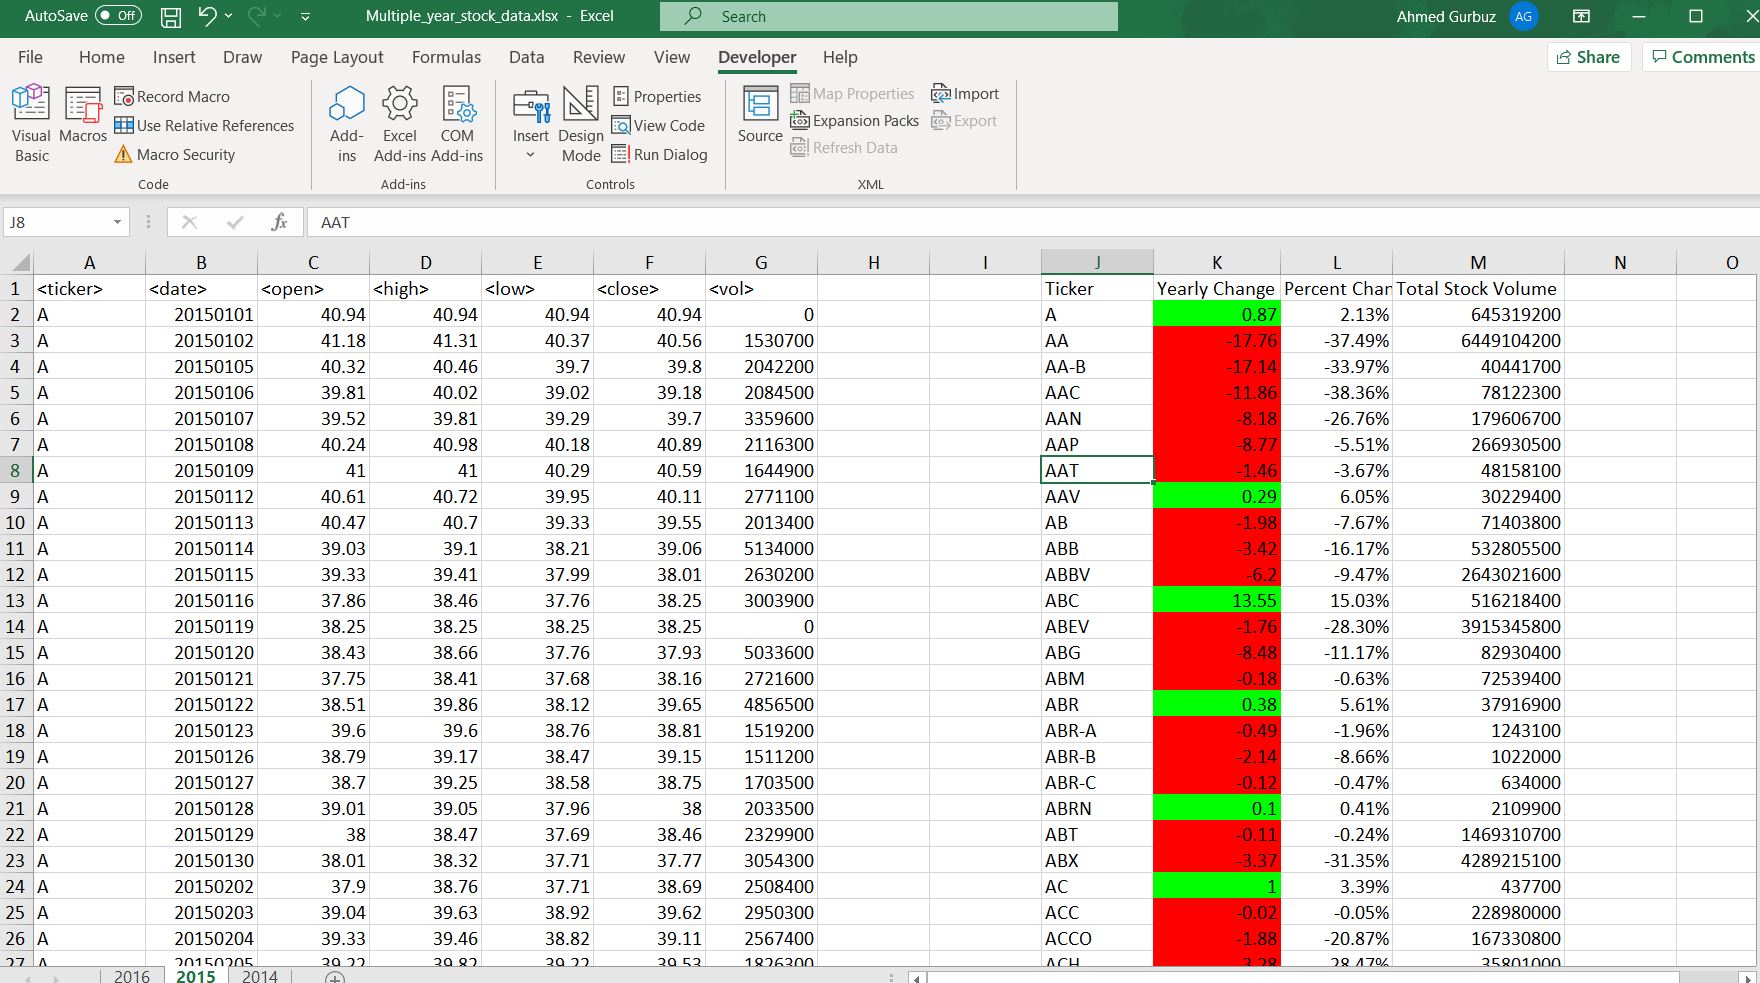 AutoSave Off Multiple_year_stock_data.xlsx - Excel Search Ahmed Gurbuz AG
File Home Insert Draw Page Layout Formulas Data Review View Developer Help Share Comments
Visual Basic
Macros
Record Macro
Use Relative References
Macro Security
Code
Add-ins
Excel Add-ins
COM Add-ins
Add-ins
Insert
Design Mode
Properties
View Code
Run Dialog
Controls
Source
Map Properties
Expansion Packs
Refresh Data
Import
Export
XML
J8 fx AAT
A B C D E F G H I J K L M N O
1 <ticker> <date> <open> <high> <low> <close> <vol> Ticker Yearly Change Percent Chan Total Stock Volume
2 A 20150101 40.94 40.94 40.94 40.94 0 A 0.87 2.13% 645319200
3 A 20150102 41.18 41.31 40.37 40.56 1530700 AA -17.76 -37.49% 6449104200
4 A 20150105 40.32 40.46 39.7 39.8 2042200 AA-B -17.14 -33.97% 40441700
5 A 20150106 39.81 40.02 39.02 39.18 2084500 AAC -11.86 -38.36% 78122300
6 A 20150107 39.52 39.81 39.29 39.7 3359600 AAN -8.18 -26.76% 179606700
7 A 20150108 40.24 40.98 40.18 40.89 2116300 AAP -8.77 -5.51% 266930500
8 A 20150109 41 41 40.29 40.59 1644900 AAT -1.46 -3.67% 48158100
9 A 20150112 40.61 40.72 39.95 40.11 2771100 AAV 0.29 6.05% 30229400
10 A 20150113 40.47 40.7 39.33 39.55 2013400 AB -1.98 -7.67% 71403800
11 A 20150114 39.03 39.1 38.21 39.06 5134000 ABB -3.42 -16.17% 532805500
12 A 20150115 39.33 39.41 37.99 38.01 2630200 ABBV -6.2 -9.47% 2643021600
13 A 20150116 37.86 38.46 37.76 38.25 3003900 ABC 13.55 15.03% 516218400
14 A 20150119 38.25 38.25 38.25 38.25 0 ABEV -1.76 -28.30% 3915345800
15 A 20150120 38.43 38.66 37.76 37.93 5033600 ABG -8.48 -11.17% 82930400
16 A 20150121 37.75 38.41 37.68 38.16 2721600 ABM -0.18 -0.63% 72539400
17 A 20150122 38.51 39.86 38.12 39.65 4856500 ABR 0.38 5.61% 37916900
18 A 20150123 39.6 39.6 38.76 38.81 1519200 ABR-A -0.49 -1.96% 1243100
19 A 20150126 38.79 39.17 38.47 39.15 1511200 ABR-B -2.14 -8.66% 1022000
20 A 20150127 38.7 39.25 38.58 38.75 1703500 ABR-C -0.12 -0.47% 634000
21 A 20150128 39.01 39.05 37.96 38 2033500 ABRN 0.1 0.41% 2109900
22 A 20150129 38 38.47 37.69 38.46 2329900 ABT -0.11 -0.24% 1469310700
23 A 20150130 38.01 38.32 37.71 37.77 3054300 ABX -3.37 -31.35% 4289215100
24 A 20150202 37.9 38.76 37.71 38.69 2508400 AC 1 3.39% 437700
25 A 20150203 39.04 39.63 38.92 39.62 2950300 ACC -0.02 -0.05% 228980000
26 A 20150204 39.33 39.46 38.82 39.11 2567400 ACCO -1.88 -20.87% 167330800
27 A 20150205 39.22 39.82 39.22 39.53 1826300 ACH 35801000
2016 2015 2014